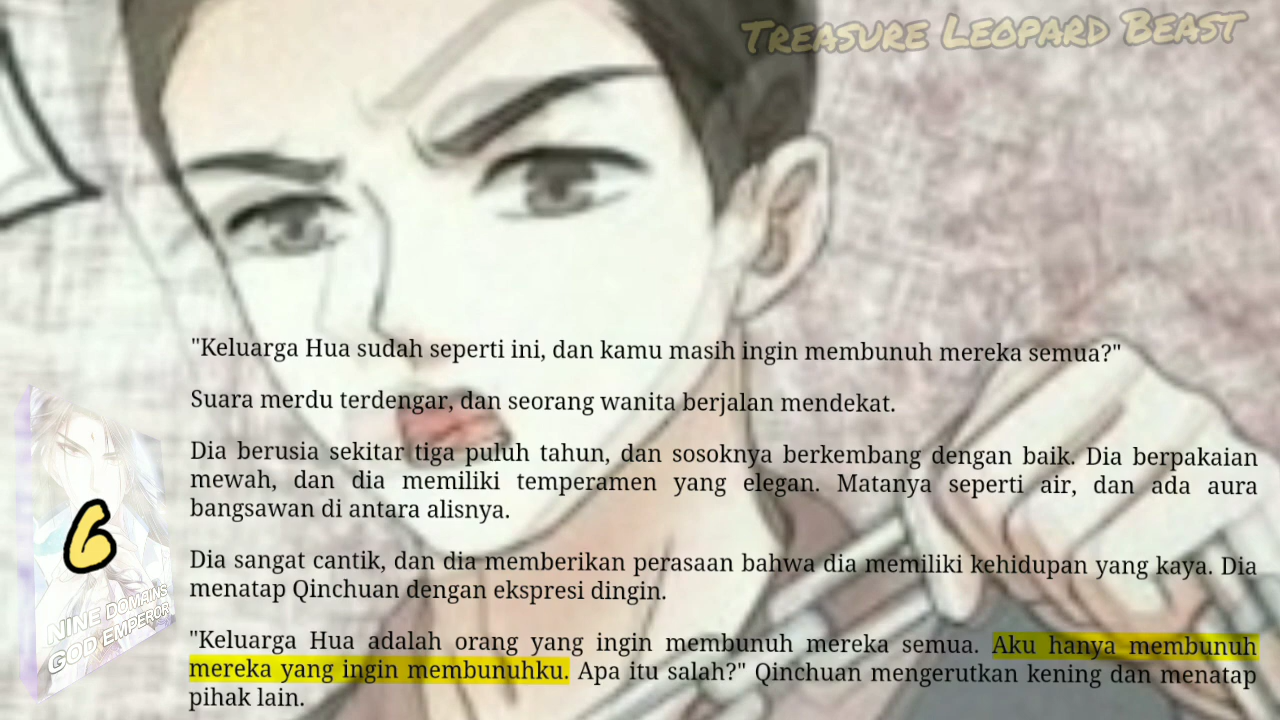 TREASURE LEOPARD BEAST
"Keluarga Hua sudah seperti ini, dan kamu masih ingin membunuh mereka semua?"
Suara merdu terdengar, dan seorang wanita berjalan mendekat.
Dia berusia sekitar tiga puluh tahun, dan sosoknya berkembang dengan baik. Dia berpakaian
mewah, dan dia memiliki temperamen yang elegan. Matanya seperti air, dan ada aura
bangsawan di antara alisnya.
Dia sangat cantik, dan dia memberikan perasaan bahwa dia memiliki kehidupan yang kaya. Dia
menatap Qinchuan dengan ekspresi dingin.
"Keluarga Hua adalah orang yang ingin membunuh mereka semua. Aku hanya membunuh
mereka yang ingin membunuhku. Apa itu salah?" Qinchuan mengerutkan kening dan menatap
pihak lain.
6
NINE DOMAINS
GOD EMPEROR